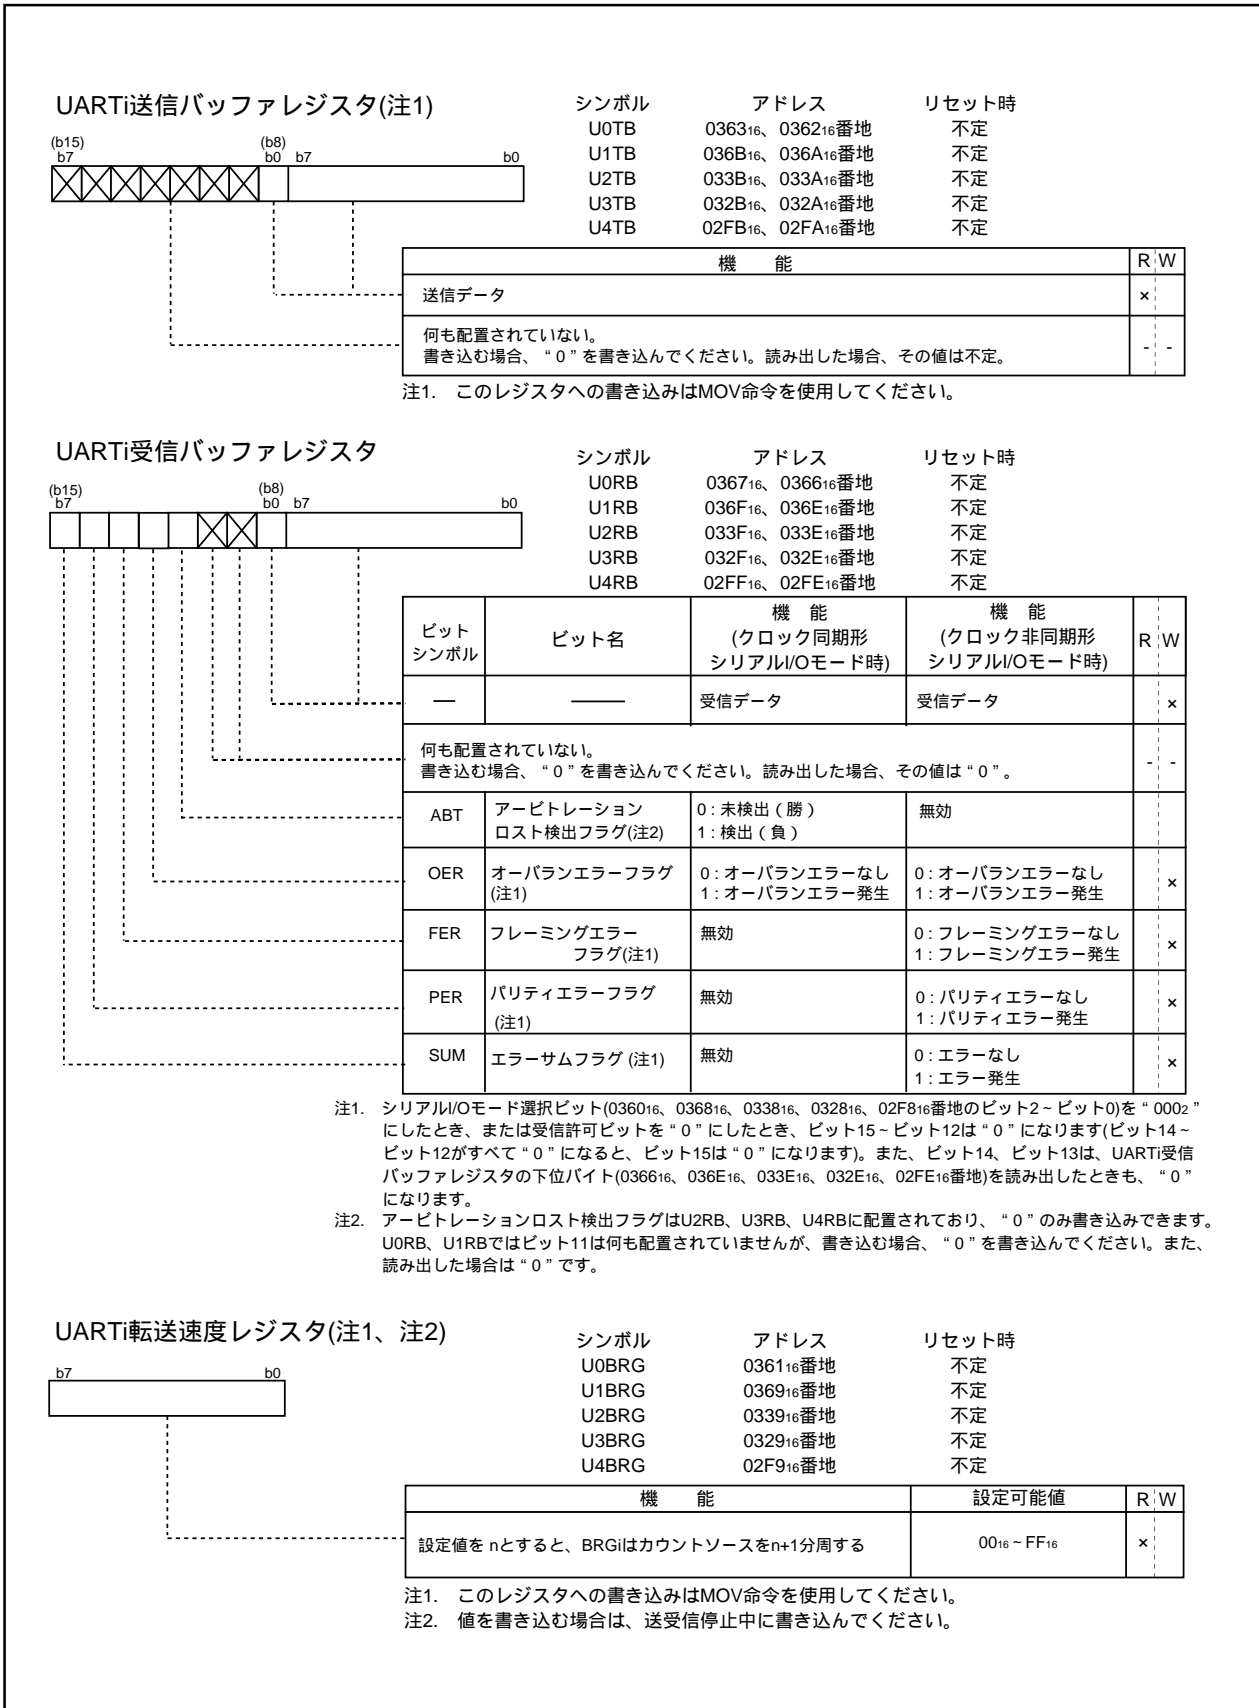 UARTi送信バッファレジスタ(注1)
シンボル アドレス リセット時
U0TB 036316、036216番地 不定
U1TB 036B16、036A16番地 不定
U2TB 033B16、033A16番地 不定
U3TB 032B16、032A16番地 不定
U4TB 02FB16、02FA16番地 不定
(b15) (b8)
b7 b0 b7 b0
機 能 R W
送信データ ×
何も配置されていない。
書き込む場合、“0”を書き込んでください。読み出した場合、その値は不定。 - -
注1. このレジスタへの書き込みはMOV命令を使用してください。
UARTi受信バッファレジスタ
シンボル アドレス リセット時
U0RB 036716、036616番地 不定
U1RB 036F16、036E16番地 不定
U2RB 033F16、033E16番地 不定
U3RB 032F16、032E16番地 不定
U4RB 02FF16、02FE16番地 不定
(b15) (b8)
b7 b0 b7 b0
ビット
シンボル
ビット名
機 能
(クロック同期形
シリアルI/Oモード時)
機 能
(クロック非同期形
シリアルI/Oモード時)
R W
— —— 受信データ 受信データ ×
何も配置されていない。
書き込む場合、“0”を書き込んでください。読み出した場合、その値は“0”。 - -
ABT アービトレーション 0 : 未検出(勝) 無効
ロスト検出フラグ(注2) 1 : 検出(負)
OER オーバランエラーフラグ 0 : オーバランエラーなし 0 : オーバランエラーなし
(注1) 1 : オーバランエラー発生 1 : オーバランエラー発生 ×
FER フレーミングエラー 無効 0 : フレーミングエラーなし
フラグ(注1) 1 : フレーミングエラー発生 ×
PER パリティエラーフラグ 無効 0 : パリティエラーなし
(注1) 1 : パリティエラー発生 ×
SUM エラーサムフラグ (注1) 無効 0 : エラーなし
1 : エラー発生 ×
注1. シリアルI/Oモード選択ビット(036016、036816、033816、032816、02F816番地のビット2~ビット0)を“0002”
にしたとき、または受信許可ビットを“0”にしたとき、ビット15~ビット12は“0”になります(ビット14~
ビット12がすべて“0”になると、ビット15は“0”になります)。また、ビット14、ビット13は、UARTi受信
バッファレジスタの下位バイト(036616、036E16、033E16、032E16、02FE16番地)を読み出したときも、“0”
になります。
注2. アービトレーションロスト検出フラグはU2RB、U3RB、U4RBに配置されており、“0”のみ書き込みできます。
U0RB、U1RBではビット11は何も配置されていませんが、書き込む場合、“0”を書き込んでください。また、
読み出した場合は“0”です。
UARTi転送速度レジスタ(注1、注2)
シンボル アドレス リセット時
U0BRG 036116番地 不定
U1BRG 036916番地 不定
U2BRG 033916番地 不定
U3BRG 032916番地 不定
U4BRG 02F916番地 不定
b7 b0
機 能 設定可能値 R W
設定値を nとすると、BRGiはカウントソースをn+1分周する 0016~FF16 ×
注1. このレジスタへの書き込みはMOV命令を使用してください。
注2. 値を書き込む場合は、送受信停止中に書き込んでください。